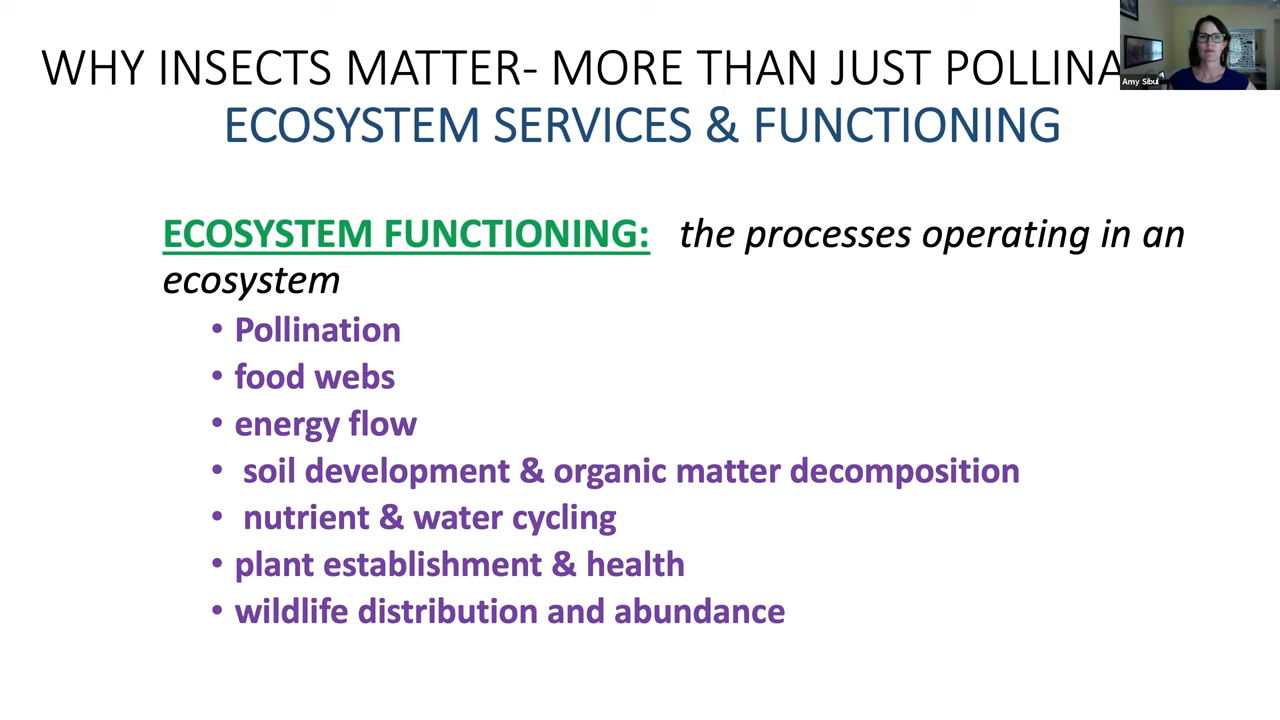 WHY INSECTS MATTER- MORE THAN JUST POLLINA
Amy Sibul
ECOSYSTEM SERVICES & FUNCTIONING
ECOSYSTEM FUNCTIONING: the processes operating in an
ecosystem
• Pollination
• food webs
• energy flow
• soil development & organic matter decomposition
• nutrient & water cycling
• plant establishment & health
• wildlife distribution and abundance